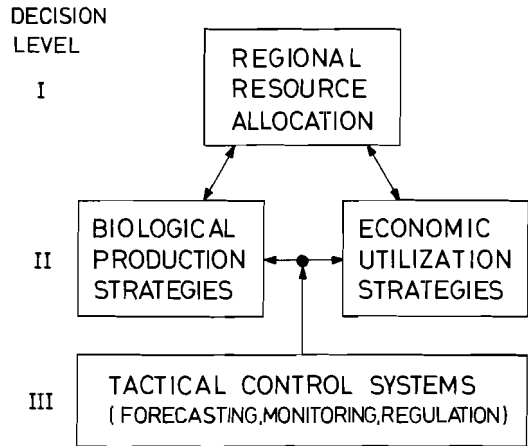 DECISION
LEVEL
I
REGIONAL
RESOURCE
ALLOCATION
II
BIOLOGICAL
PRODUCTION
STRATEGIES
ECONOMIC
UTILIZATION
STRATEGIES
III
TACTICAL CONTROL SYSTEMS
(FORECASTING,MONITORING,REGULATION)